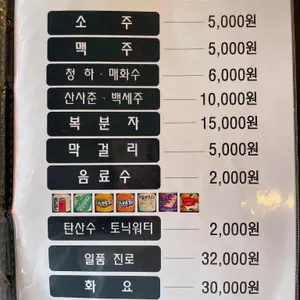 소 주 5,000원
맥 주 5,000원
청하 · 매화수 6,000원
산사준 · 백세주 10,000원
복 분 자 15,000원
막 걸 리 5,000원
음 료 수 2,000원
탄산수 · 토닉워터 2,000원
일품 진로 32,000원
화 요 30,000원